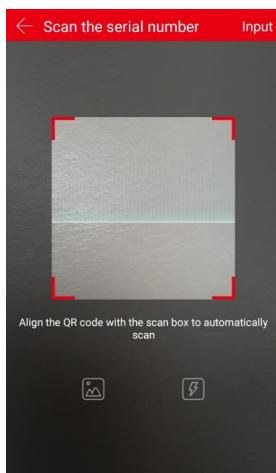 Scan the serial number Input
Align the QR code with the scan box to automatically
scan